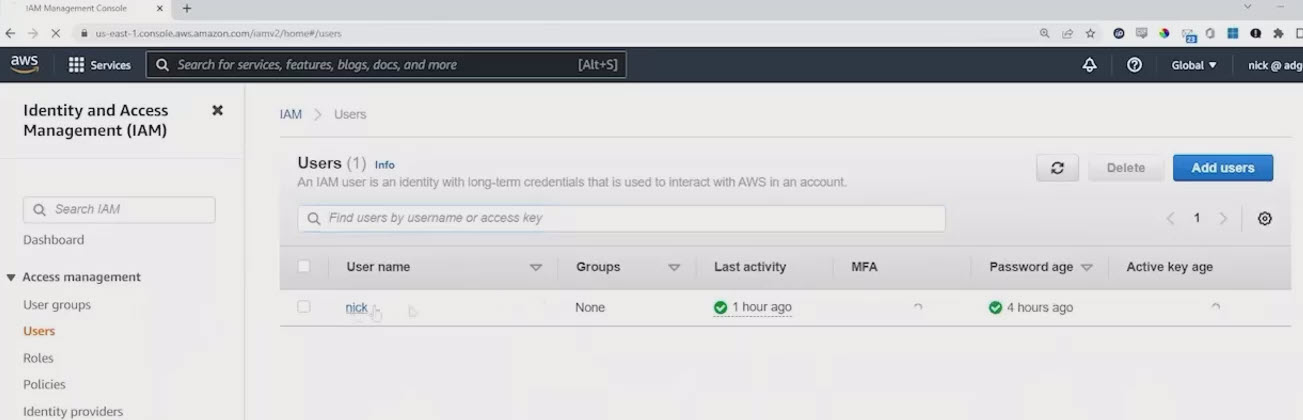 IAM Management Console
us-east-1.console.aws.amazon.com/iamv2/home#/users
23
aws
Services
Search for services, features, blogs, docs, and more
[Alt+S]
Global
nick @ adg
Identity and Access
Management (IAM)
Search IAM
Dashboard
Access management
User groups
Users
Roles
Policies
Identity providers
IAM > Users
Users (1) Info
An IAM user is an identity with long-term credentials that is used to interact with AWS in an account.
Delete
Add users
Find users by username or access key
1
User name Groups Last activity MFA Password age Active key age
nick None 1 hour ago 4 hours ago